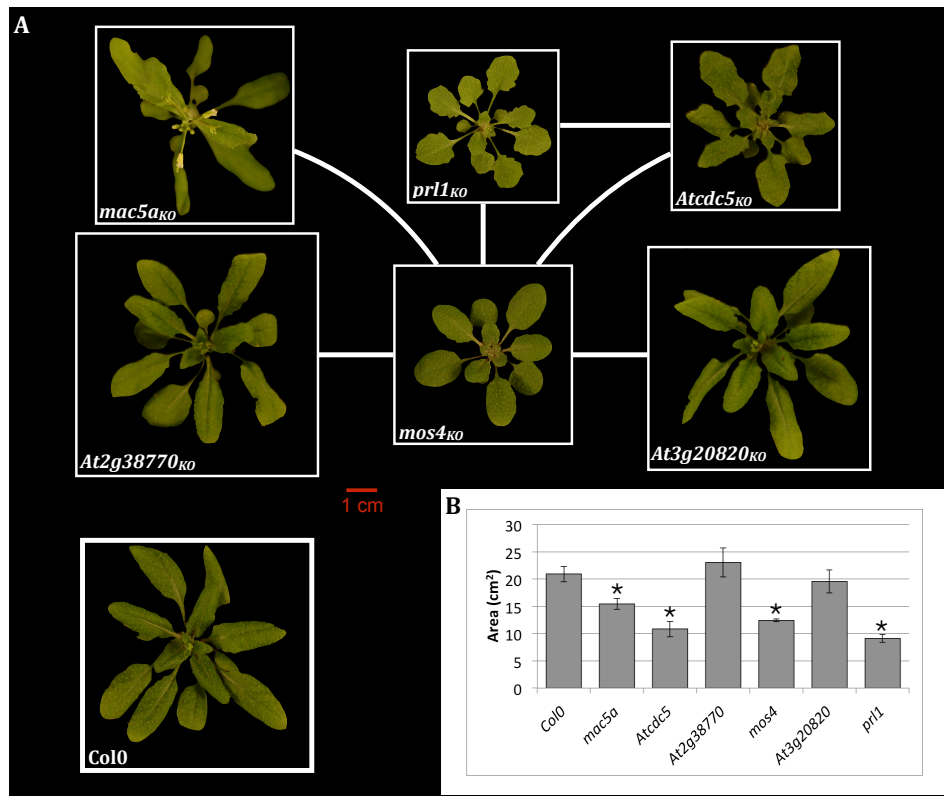 A
mac5aKO
prl1KO
Atcdc5KO
At2g38770KO
mos4KO
At3g20820KO
1 cm
Col0
B
Area (cm²)
30
25
20
15
10
5
0
* * * *
Col0 mac5a Atcdc5 At2g38770 mos4 At3g20820 prl1